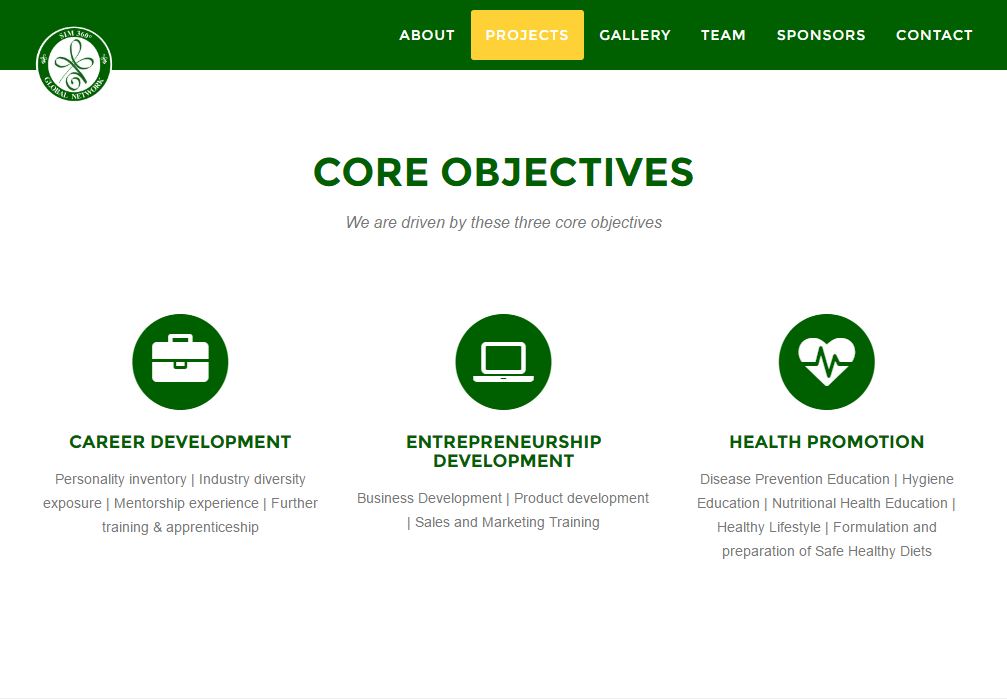 ABOUT PROJECTS GALLERY TEAM SPONSORS CONTACT
SIM 360°
GLOBAL NETWORK
CORE OBJECTIVES
We are driven by these three core objectives
CAREER DEVELOPMENT
Personality inventory | Industry diversity
exposure | Mentorship experience | Further
training & apprenticeship
ENTREPRENEURSHIP
DEVELOPMENT
Business Development | Product development
| Sales and Marketing Training
HEALTH PROMOTION
Disease Prevention Education | Hygiene
Education | Nutritional Health Education |
Healthy Lifestyle | Formulation and
preparation of Safe Healthy Diets